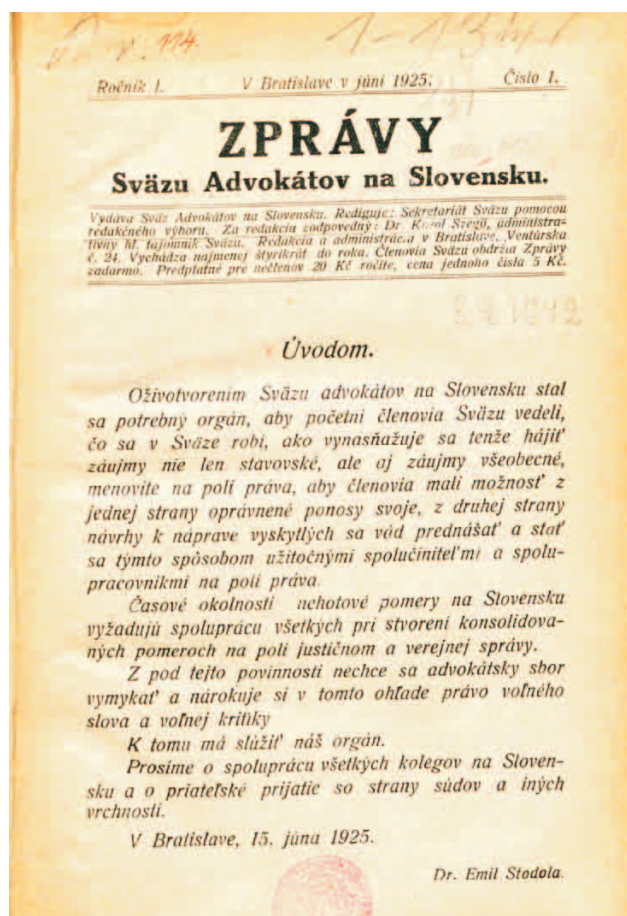 114.
Ročník I. V Bratislave v júni 1925. Číslo 1.
ZPRÁVY
Sväzu Advokátov na Slovensku.
Vydáva Sväz Advokátov na Slovensku. Rediguje: Sekretariát Sväzu pomocou
redakčného výboru. Za redakciu zodpovedný: Dr. Karol Szegő, administra-
tívny hl. tajomník Sväzu. Redakcia a administrácia v Bratislave, Ventúrska
č. 24. Vychádza najmenej štyrikrát do roka. Členovia Sväzu obdržia Zprávy
zadarmo. Predplatné pre nečlenov 20 Kč ročite, cena jednoho čísla 5 Kč.
Úvodom.
Oživotvorením Sväzu advokátov na Slovensku stal
sa potrebný orgán, aby početní členovia Sväzu vedeli,
čo sa v Sväze robí, ako vynasňažuje sa tenže hájiť
záujmy nie len stavovské, ale aj záujmy všeobecné,
menovite na poli práva, aby členovia mali možnosť z
jednej strany oprávnené ponosy svoje, z druhej strany
návrhy k náprave vyskytlých sa vád prednášať a stať
sa týmto spôsobom užitočnými spolučiniteľmi a spolu-
pracovníkmi na poli práva.
Časové okolnosti nehotové pomery na Slovensku
vyžadujú spoluprácu všetkých pri stvorení konsolidova-
ných pomeroch na poli justičnom a verejnej správy.
Z pod tejto povinnosti nechce sa advokátsky sbor
vymykať a nárokuje si v tomto ohľade právo voľného
slova a voľnej kritiky
K tomu má slúžiť náš orgán.
Prosíme o spoluprácu všetkých kolegov na Sloven-
sku a o priateľské prijatie so strany súdov a iných
vrchností.
V Bratislave, 15. júna 1925.
Dr. Emil Stodola.